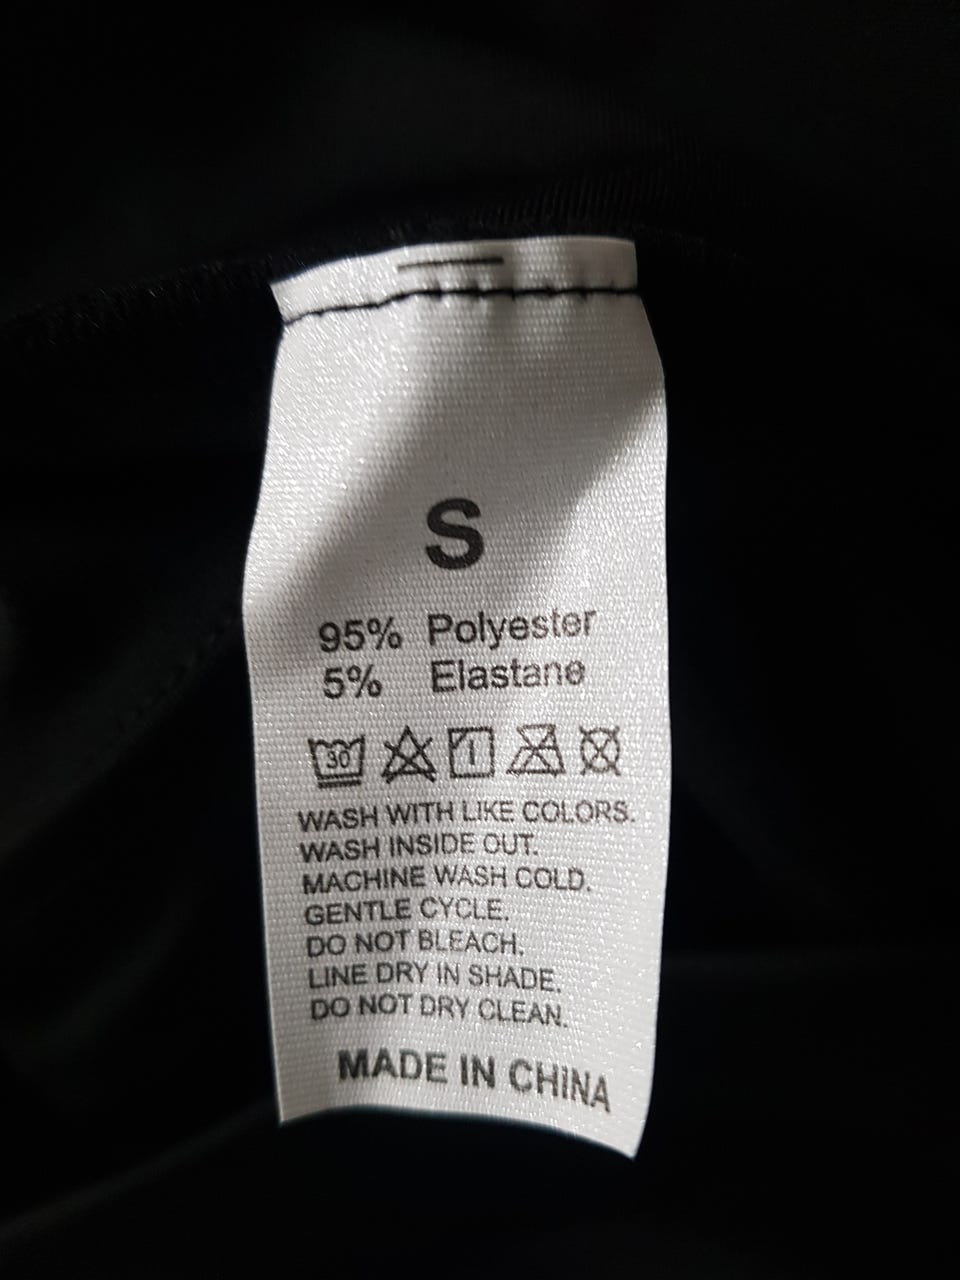 S
95% Polyester
5% Elastane
30
WASH WITH LIKE COLORS.
WASH INSIDE OUT.
MACHINE WASH COLD.
GENTLE CYCLE.
DO NOT BLEACH.
LINE DRY IN SHADE.
DO NOT DRY CLEAN.
MADE IN CHINA